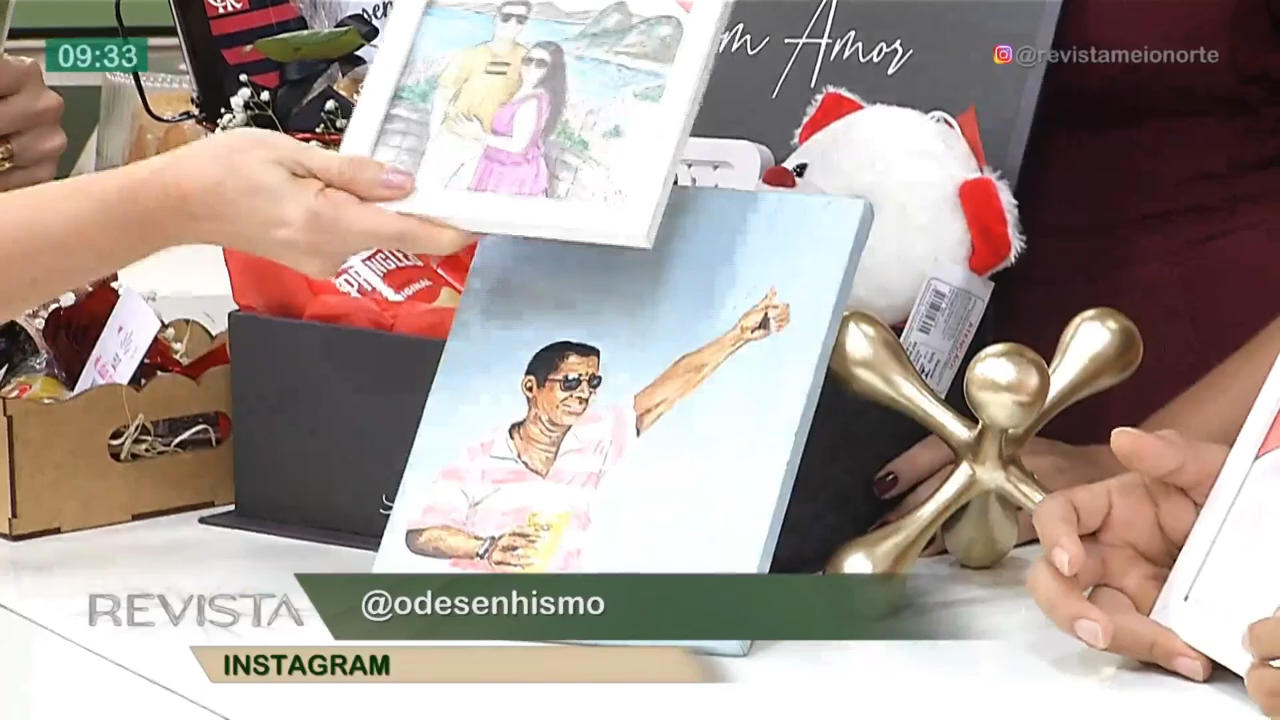 09:33
@revistameionorte
m Amor
PRINGLES
ORIGINAL
REVISTA
@odesenhismo
INSTAGRAM